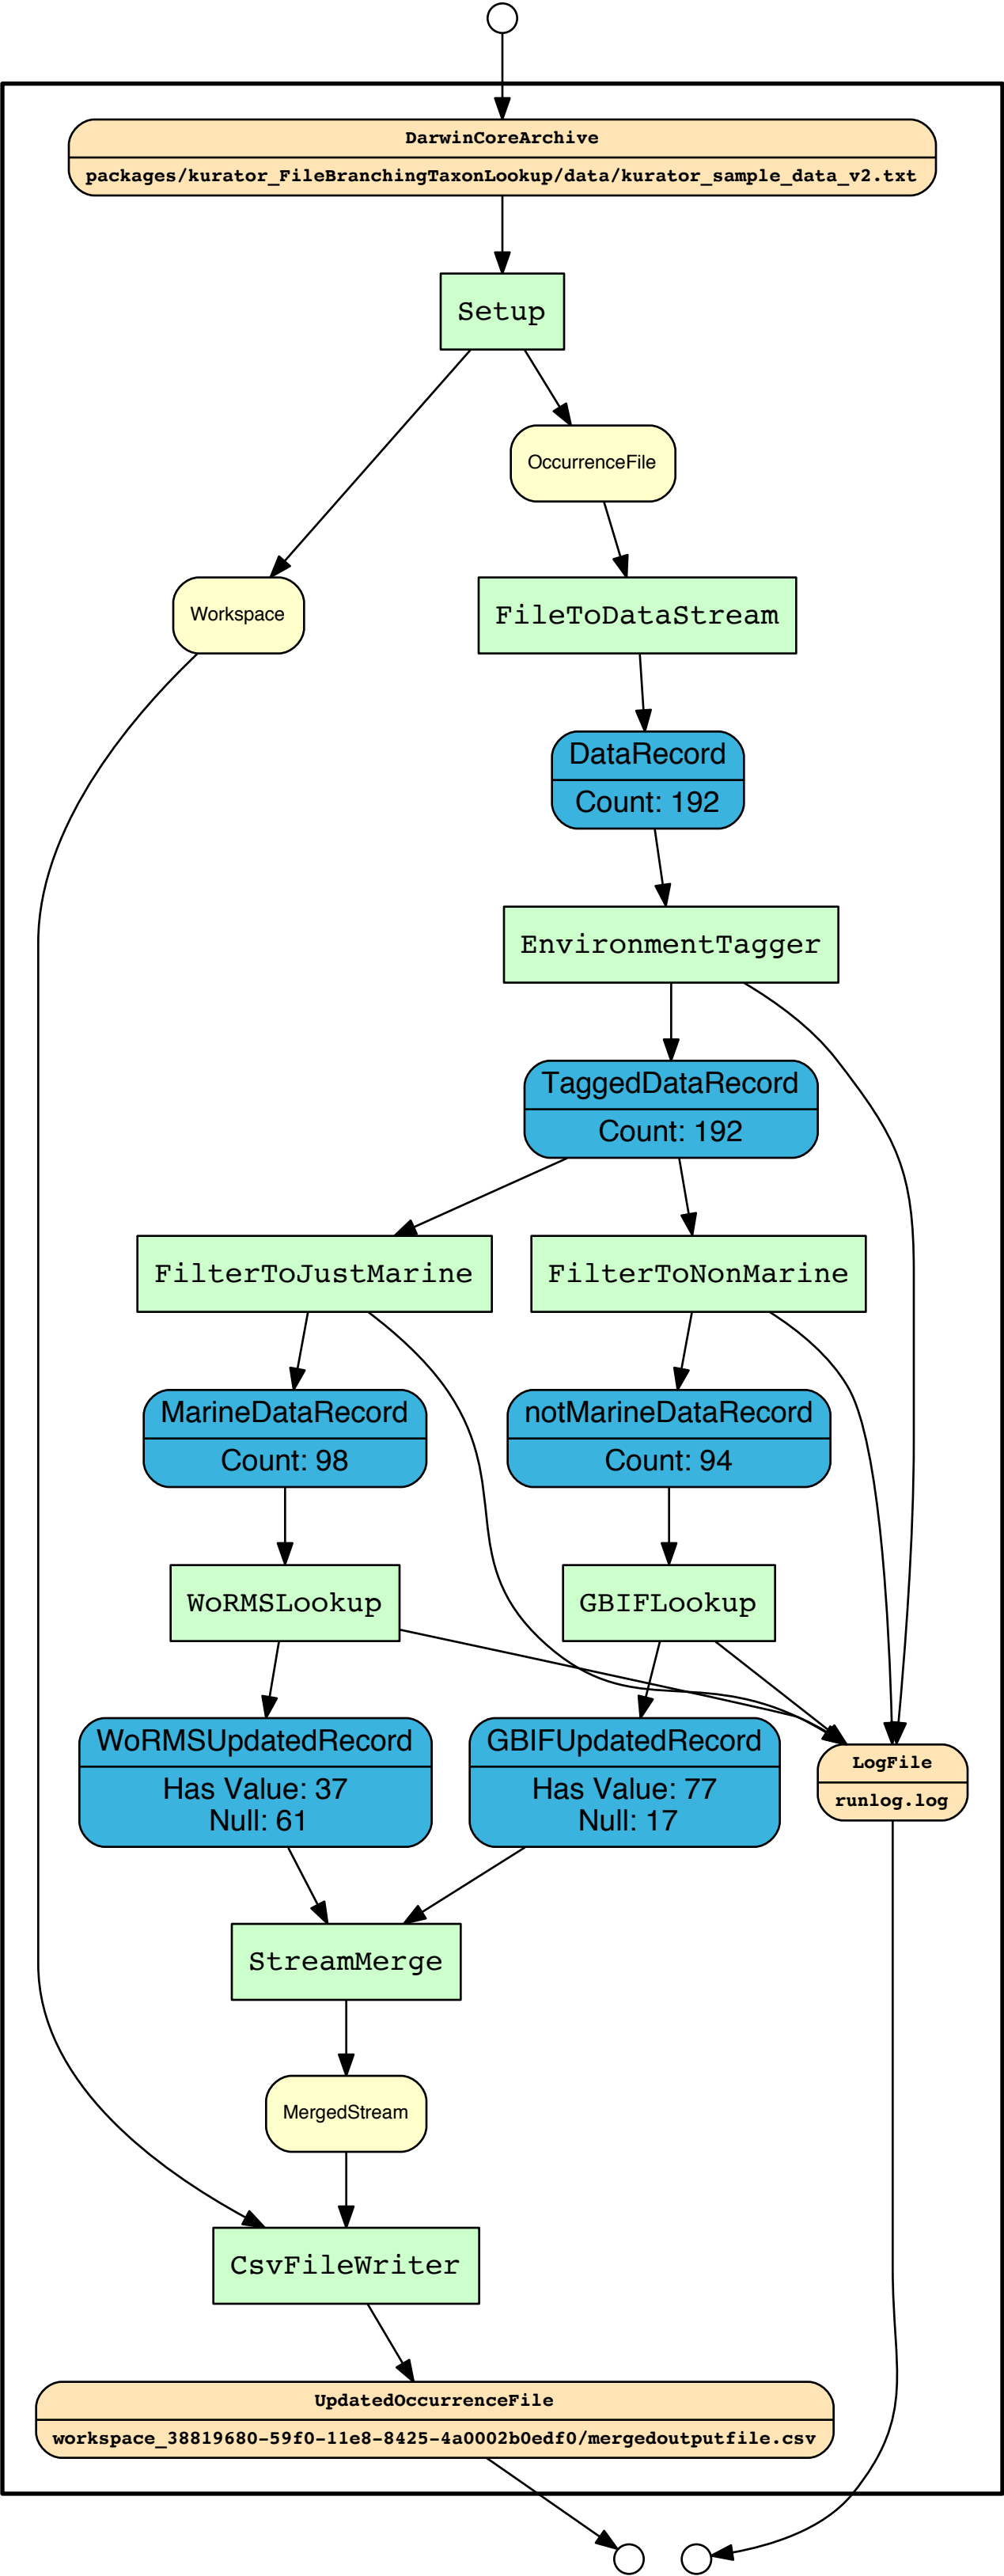 DarwinCoreArchive
packages/kurator_FileBranchingTaxonLookup/data/kurator_sample_data_v2.txt
Setup
OccurrenceFile
Workspace
FileToDataStream
DataRecord
Count: 192
EnvironmentTagger
TaggedDataRecord
Count: 192
FilterToJustMarine
FilterToNonMarine
MarineDataRecord
Count: 98
notMarineDataRecord
Count: 94
WoRMSLookup
GBIFLookup
WoRMSUpdatedRecord
Has Value: 37
Null: 61
GBIFUpdatedRecord
Has Value: 77
Null: 17
LogFile
runlog.log
StreamMerge
MergedStream
CsvFileWriter
UpdatedOccurrenceFile
workspace_38819680-59f0-11e8-8425-4a0002b0edf0/mergedoutputfile.csv